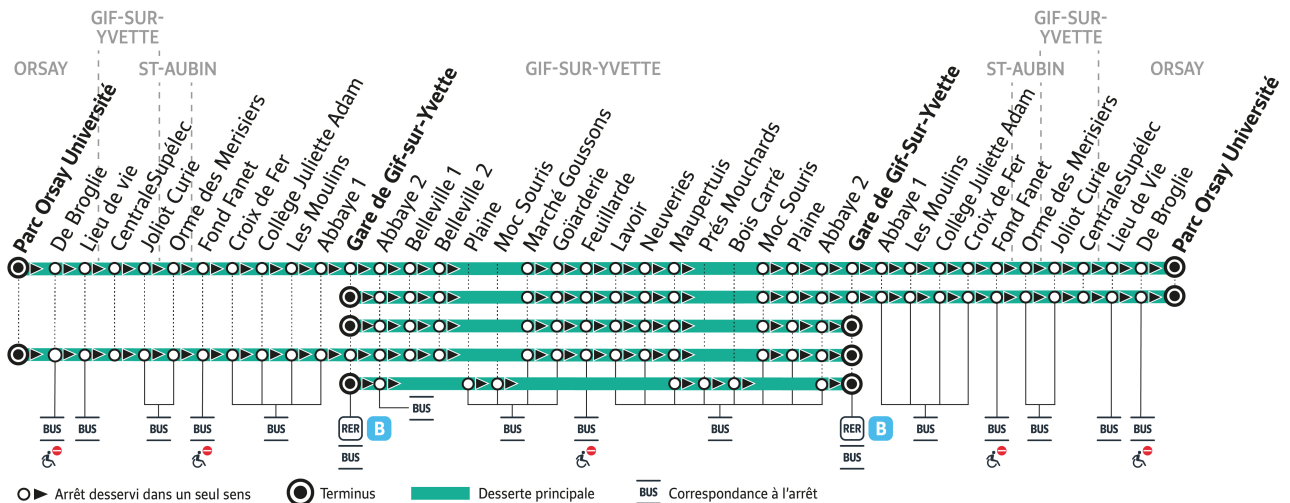 GIF-SUR-
YVETTE
ORSAY
ST-AUBIN
GIF-SUR-YVETTE
GIF-SUR-
YVETTE
ST-AUBIN
ORSAY
Parc Orsay Université
De Broglie
Lieu de vie
CentraleSupélec
Joliot Curie
Orme des Merisiers
Fond Fanet
Croix de Fer
Collège Juliette Adam
Les Moulins
Abbaye 1
Gare de Gif-sur-Yvette
Abbaye 2
Belleville 1
Belleville 2
Plaine
Moc Souris
Marché Goussons
Goiarderie
Feuillarde
Lavoir
Neuveries
Maupertuis
Prés Mouchards
Bois Carré
Moc Souris
Plaine
Abbaye 2
Gare de Gif-Sur-Yvette
Abbaye 1
Les Moulins
Collège Juliette Adam
Croix de Fer
Fond Fanet
Orme des Merisiers
Joliot Curie
CentraleSupélec
Lieu de Vie
De Broglie
Parc Orsay Université
BUS
BUS
BUS
BUS
BUS
RER B
BUS
BUS
BUS
BUS
BUS
RER B
BUS
BUS
BUS
BUS
BUS
Arrêt desservi dans un seul sens
Terminus
Desserte principale
BUS Correspondance à l'arrêt